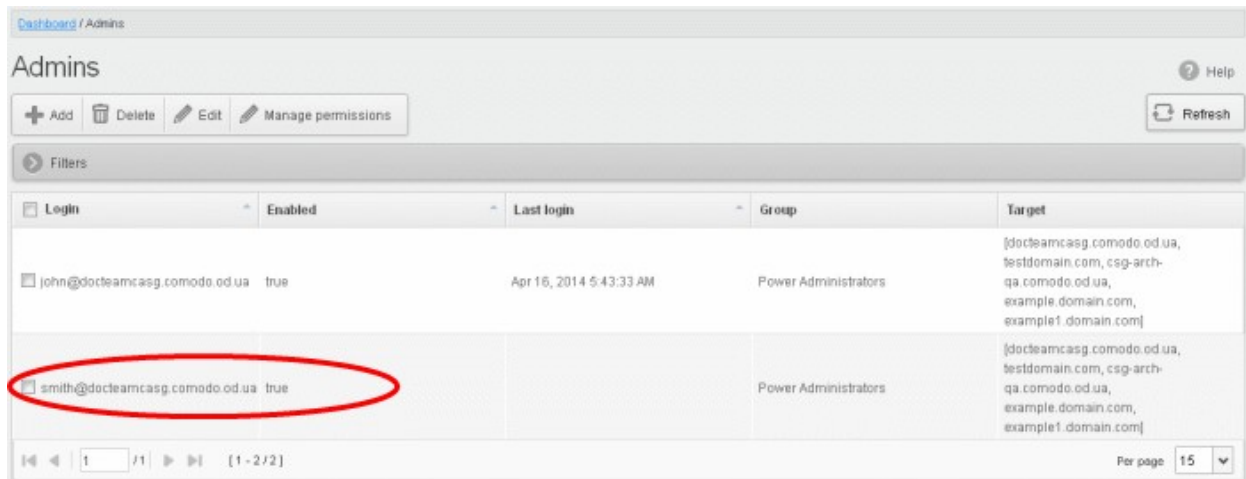 Dashboard / Admins
Admins
Help
Add Delete Edit Manage permissions
Refresh
Filters
Login Enabled Last login Group Target
john@docteamcasg.comodo.od.ua true Apr 16, 2014 5:43:33 AM Power Administrators
[docteamcasg.comodo.od.ua,
testdomain.com, csg-arch-
qa.comodo.od.ua,
example.domain.com,
example1.domain.com]
smith@docteamcasg.comodo.od.ua true Power Administrators
[docteamcasg.comodo.od.ua,
testdomain.com, csg-arch-
qa.comodo.od.ua,
example.domain.com,
example1.domain.com]
1 /1 [1 - 2 / 2] Per page 15